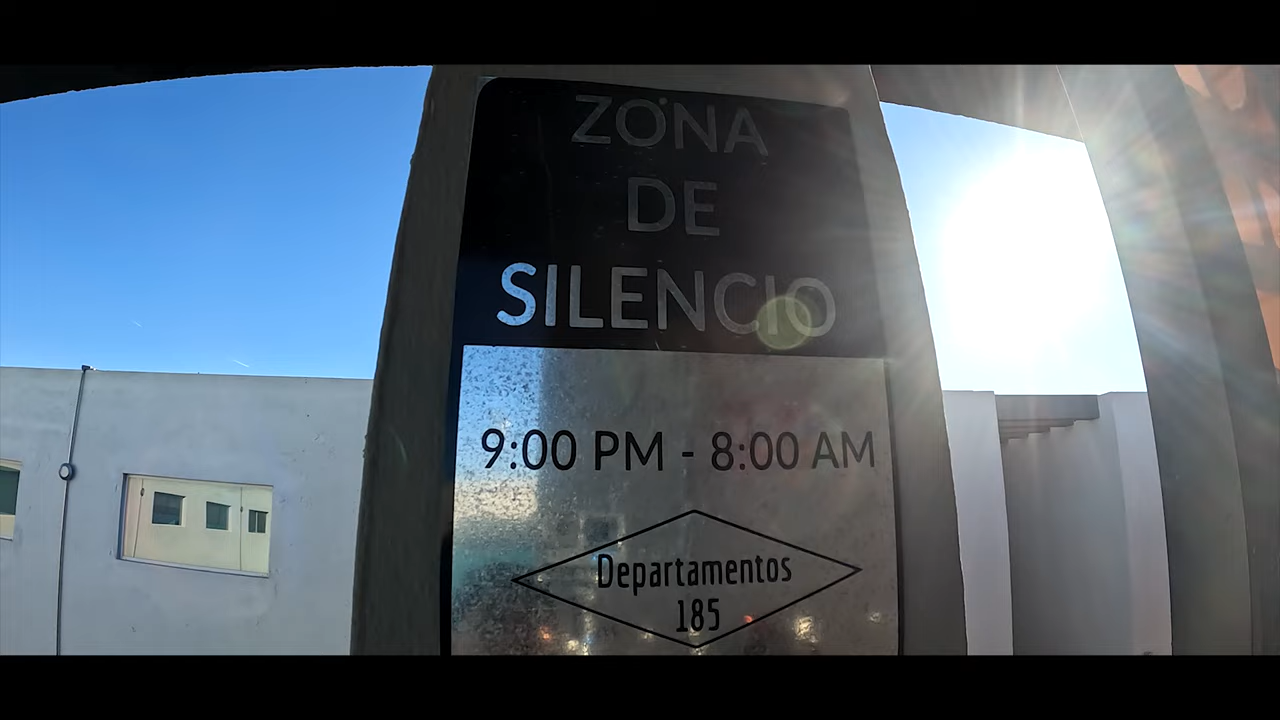 ZONA
DE
SILENCIO
9:00 PM - 8:00 AM
Departamentos
185